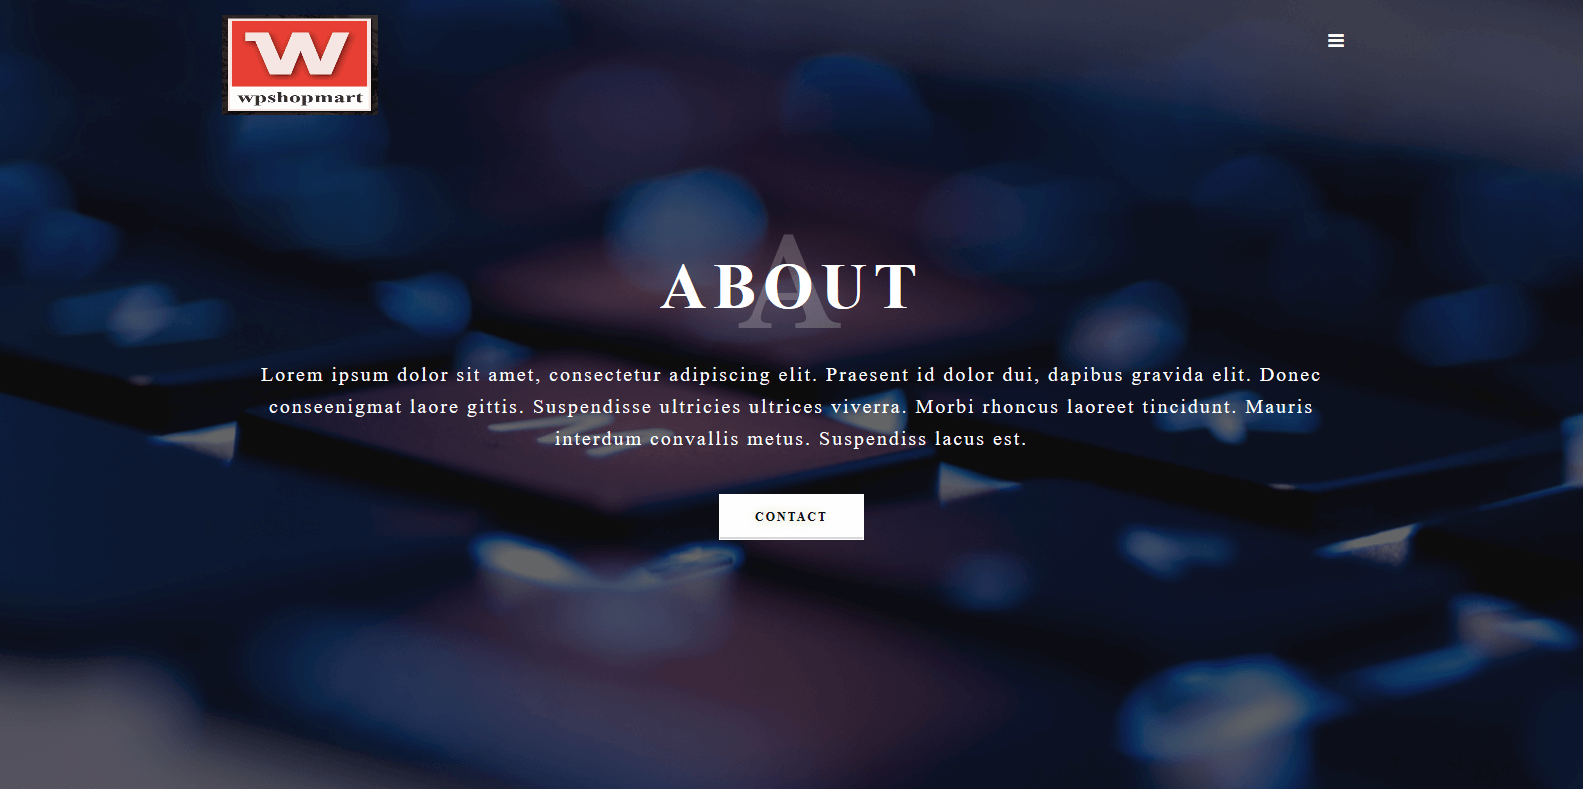 W
wpshopmart
A
ABOUT
Lorem ipsum dolor sit amet, consectetur adipiscing elit. Praesent id dolor dui, dapibus gravida elit. Donec
conseenigmat laore gittis. Suspendisse ultricies ultrices viverra. Morbi rhoncus laoreet tincidunt. Mauris
interdum convallis metus. Suspendiss lacus est.
CONTACT